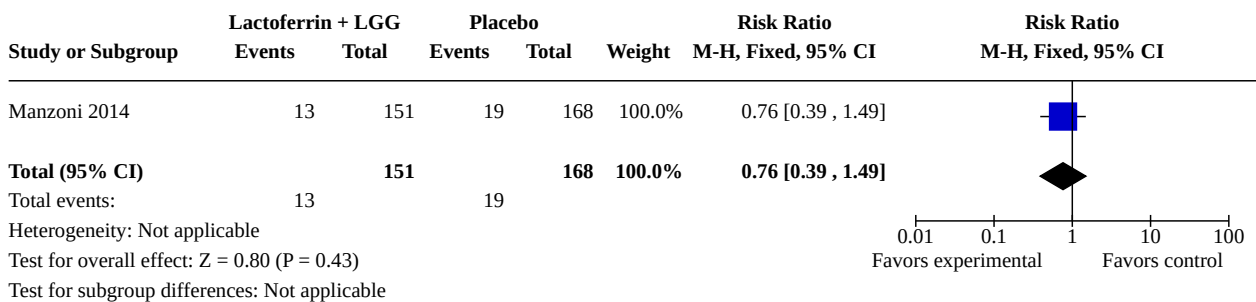 Lactoferrin + LGG Placebo Risk Ratio Risk Ratio
Study or Subgroup Events Total Events Total Weight M-H, Fixed, 95% CI M-H, Fixed, 95% CI
Manzoni 2014 13 151 19 168 100.0% 0.76 [0.39 , 1.49]
Total (95% CI) 151 168 100.0% 0.76 [0.39 , 1.49]
Total events: 13 19
Heterogeneity: Not applicable
0.01 0.1 1 10 100
Test for overall effect: Z = 0.80 (P = 0.43) Favors experimental Favors control
Test for subgroup differences: Not applicable